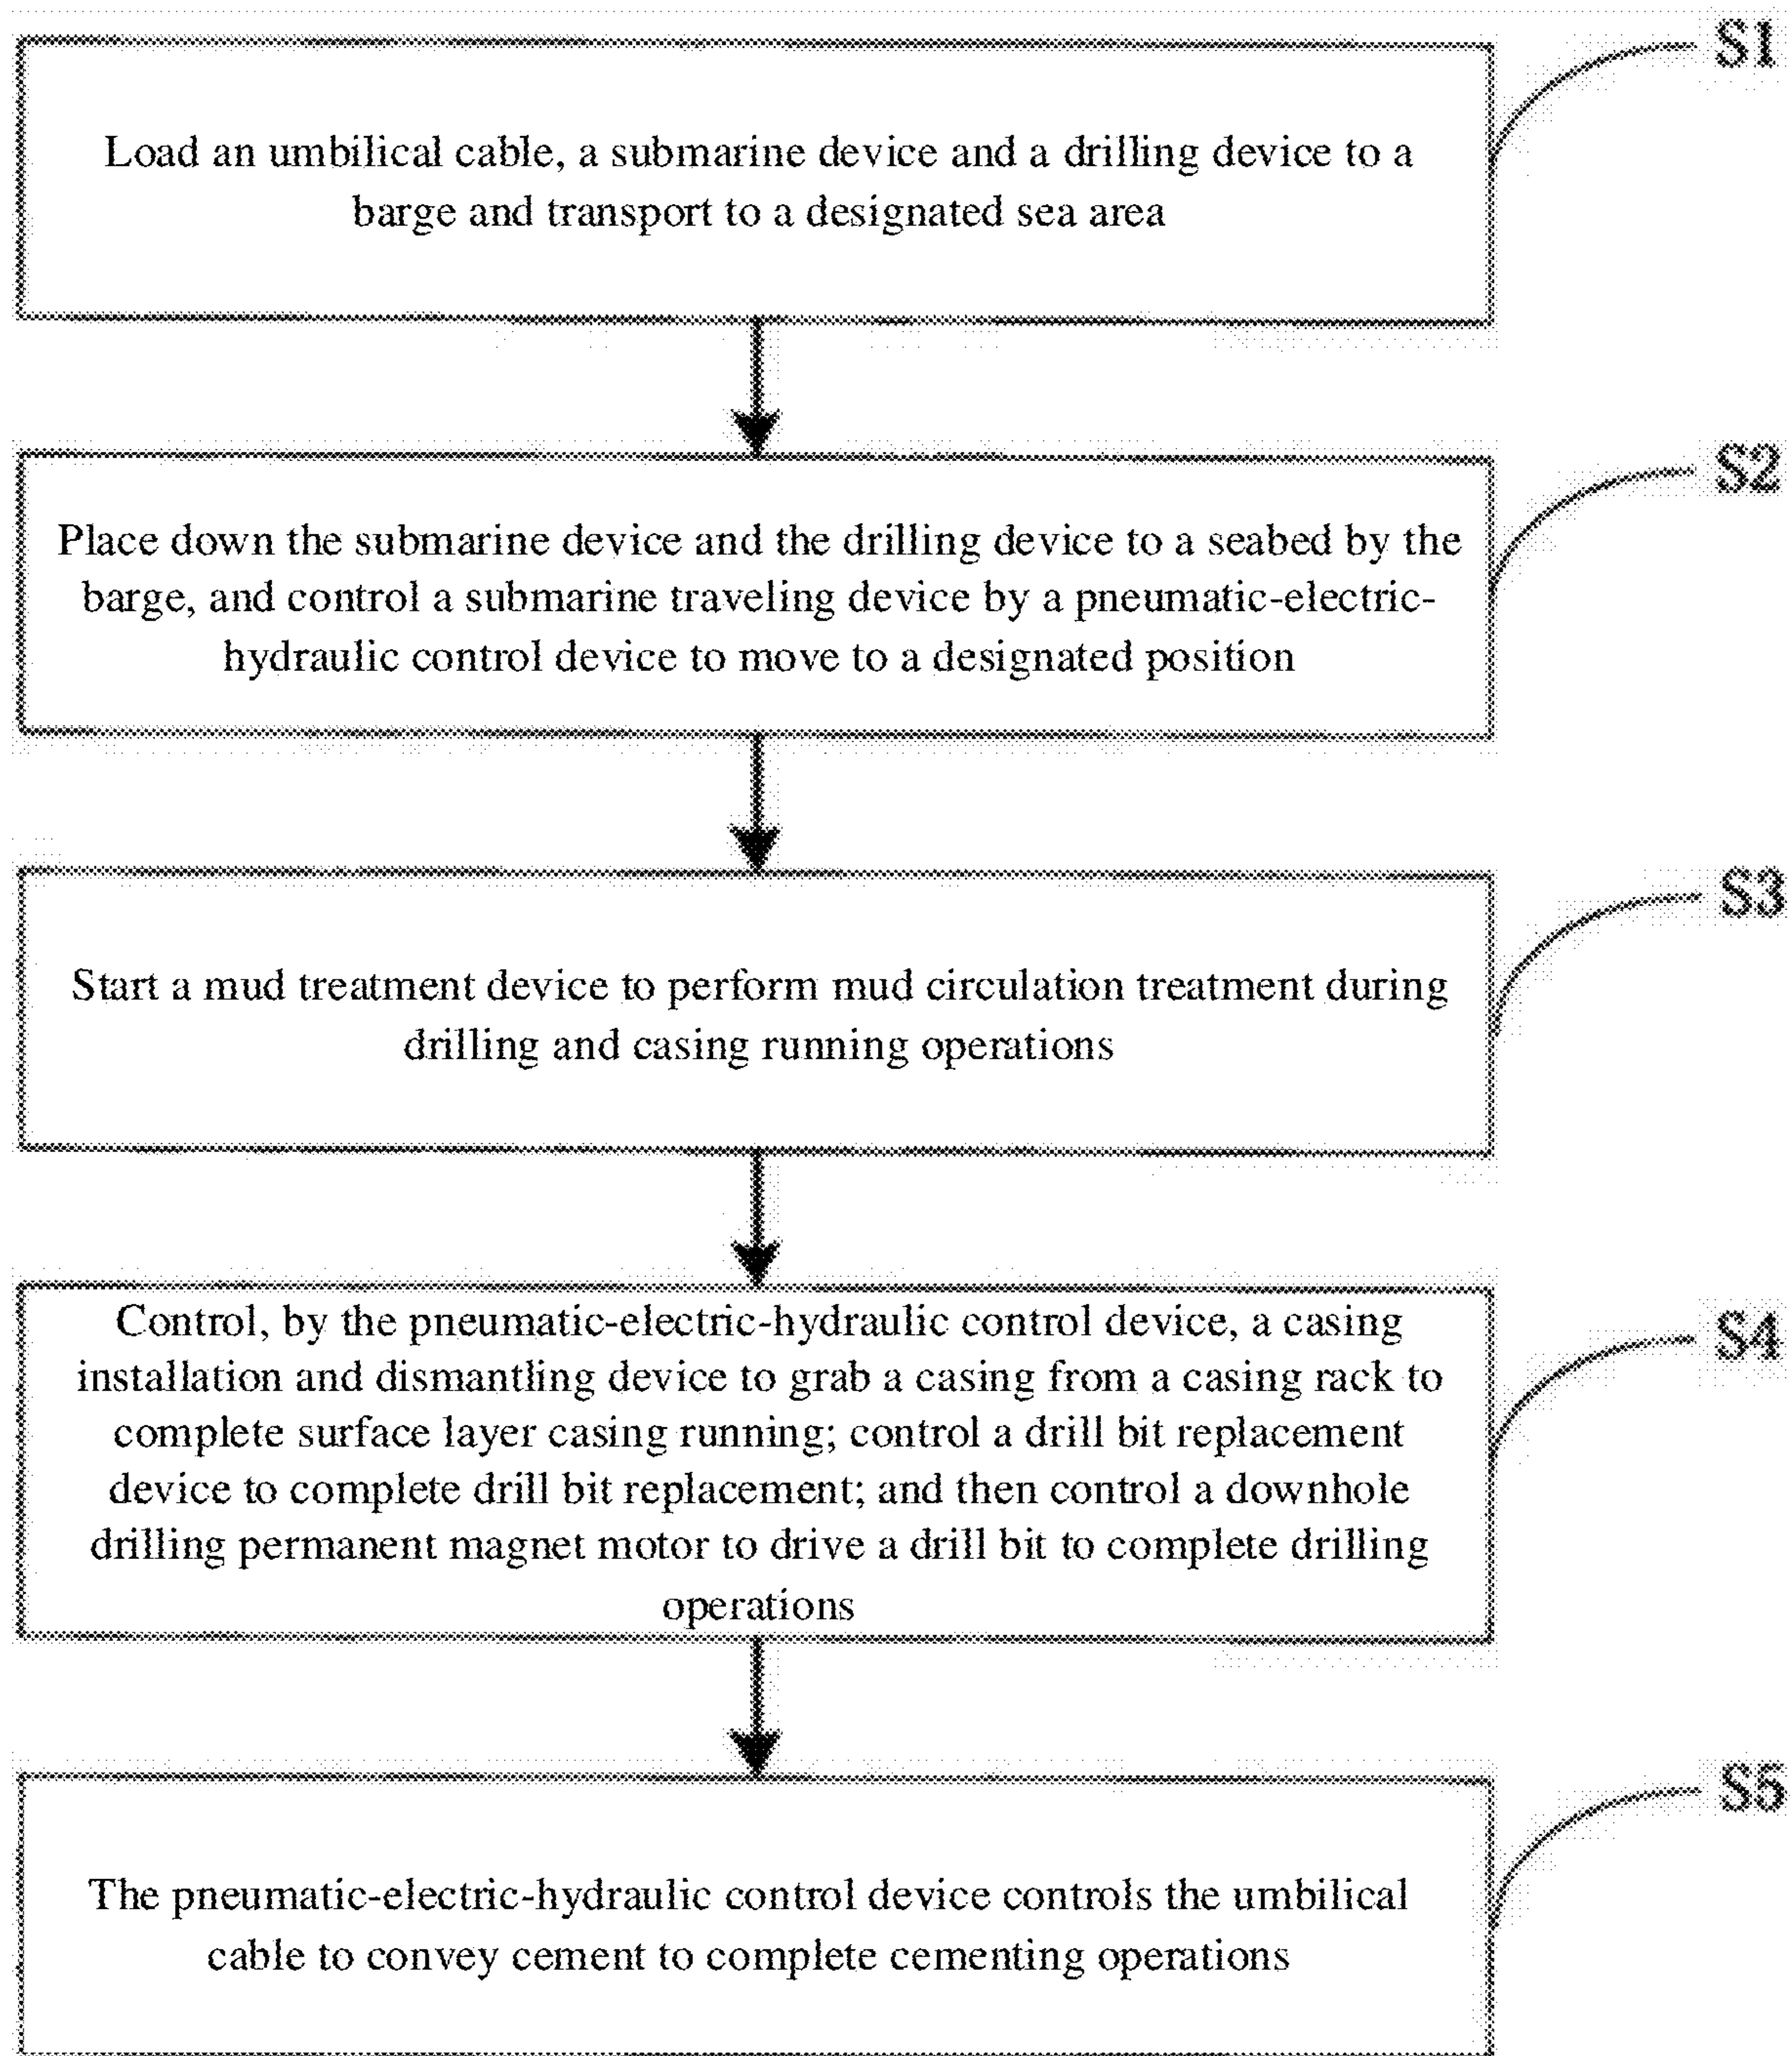 S1
Load an umbilical cable, a submarine device and a drilling device to a
barge and transport to a designated sea area
S2
Place down the submarine device and the drilling device to a seabed by the
barge, and control a submarine traveling device by a pneumatic-electric-
hydraulic control device to move to a designated position
S3
Start a mud treatment device to perform mud circulation treatment during
drilling and casing running operations
S4
Control, by the pneumatic-electric-hydraulic control device, a casing
installation and dismantling device to grab a casing from a casing rack to
complete surface layer casing running; control a drill bit replacement
device to complete drill bit replacement; and then control a downhole
drilling permanent magnet motor to drive a drill bit to complete drilling
operations
S5
The pneumatic-electric-hydraulic control device controls the umbilical
cable to convey cement to complete cementing operations